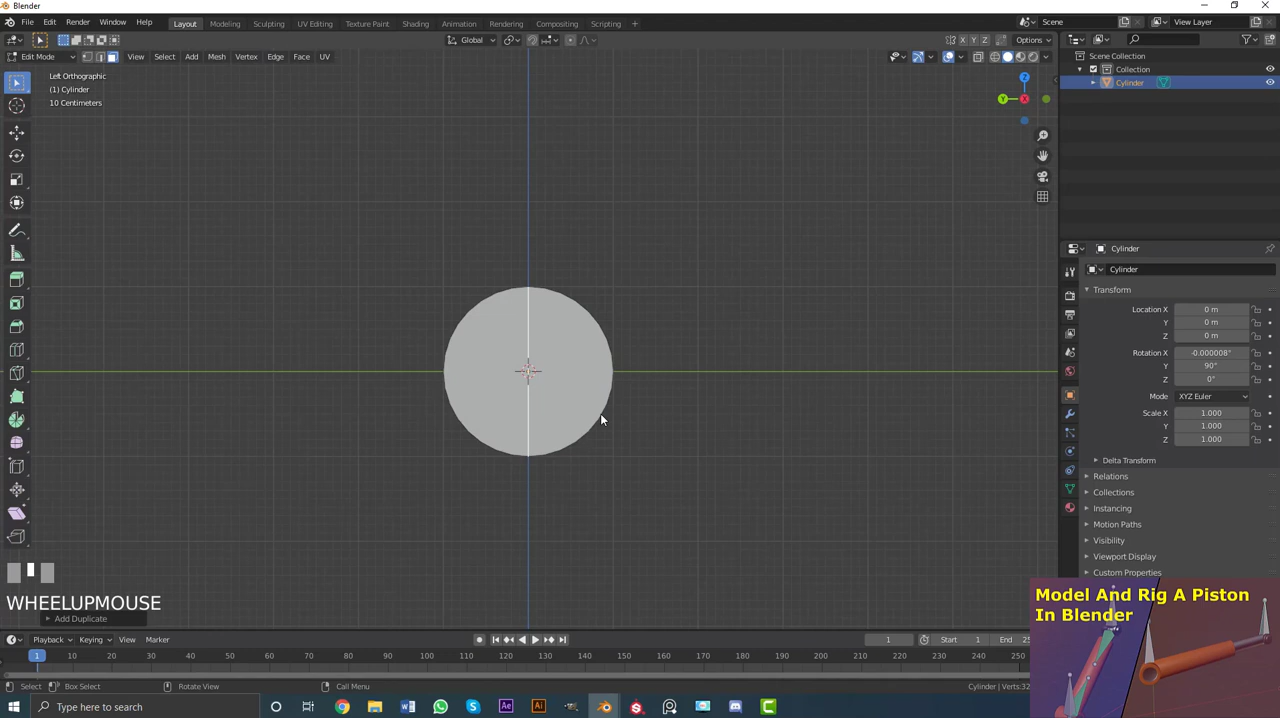 Blender
File Edit Render Window Help Layout Modeling Sculpting UV Editing Texture Paint Shading Animation Rendering Compositing Scripting + Scene View Layer
Global X Y Z Options
Edit Mode View Select Add Mesh Vertex Edge Face UV
Scene Collection
Collection
Cylinder
Left Orthographic
(1) Cylinder
10 Centimeters
Z
Y X
Cylinder
Cylinder
Transform
Location X 0 m
Y 0 m
Z 0 m
Rotation X -0.000008°
Y 90°
Z 0°
Mode XYZ Euler
Scale X 1.000
Y 1.000
Z 1.000
Delta Transform
Relations
Collections
Instancing
Motion Paths
Visibility
Viewport Display
Custom Properties
WHEELUPMOUSE
Add Duplicate
Model And Rig A Piston
In Blender
Playback Keying View Marker 1 Start 1 End 25
1 10 20 30 40 50 60 70 80 90 100 110 120 130 140 150 160 170 180 190 200 210 220 230 240 250
Select Box Select Rotate View Call Menu Cylinder | Verts:32
Type here to search